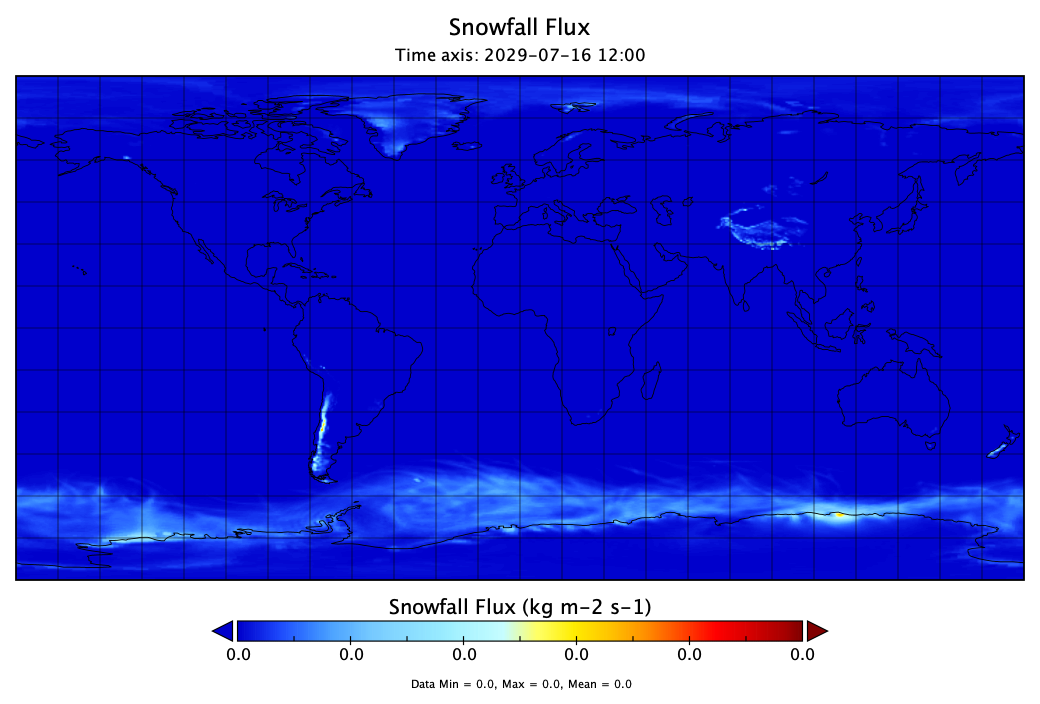 Snowfall Flux
Time axis: 2029-07-16 12:00
Snowfall Flux (kg m-2 s-1)
0.0 0.0 0.0 0.0 0.0 0.0
Data Min = 0.0, Max = 0.0, Mean = 0.0